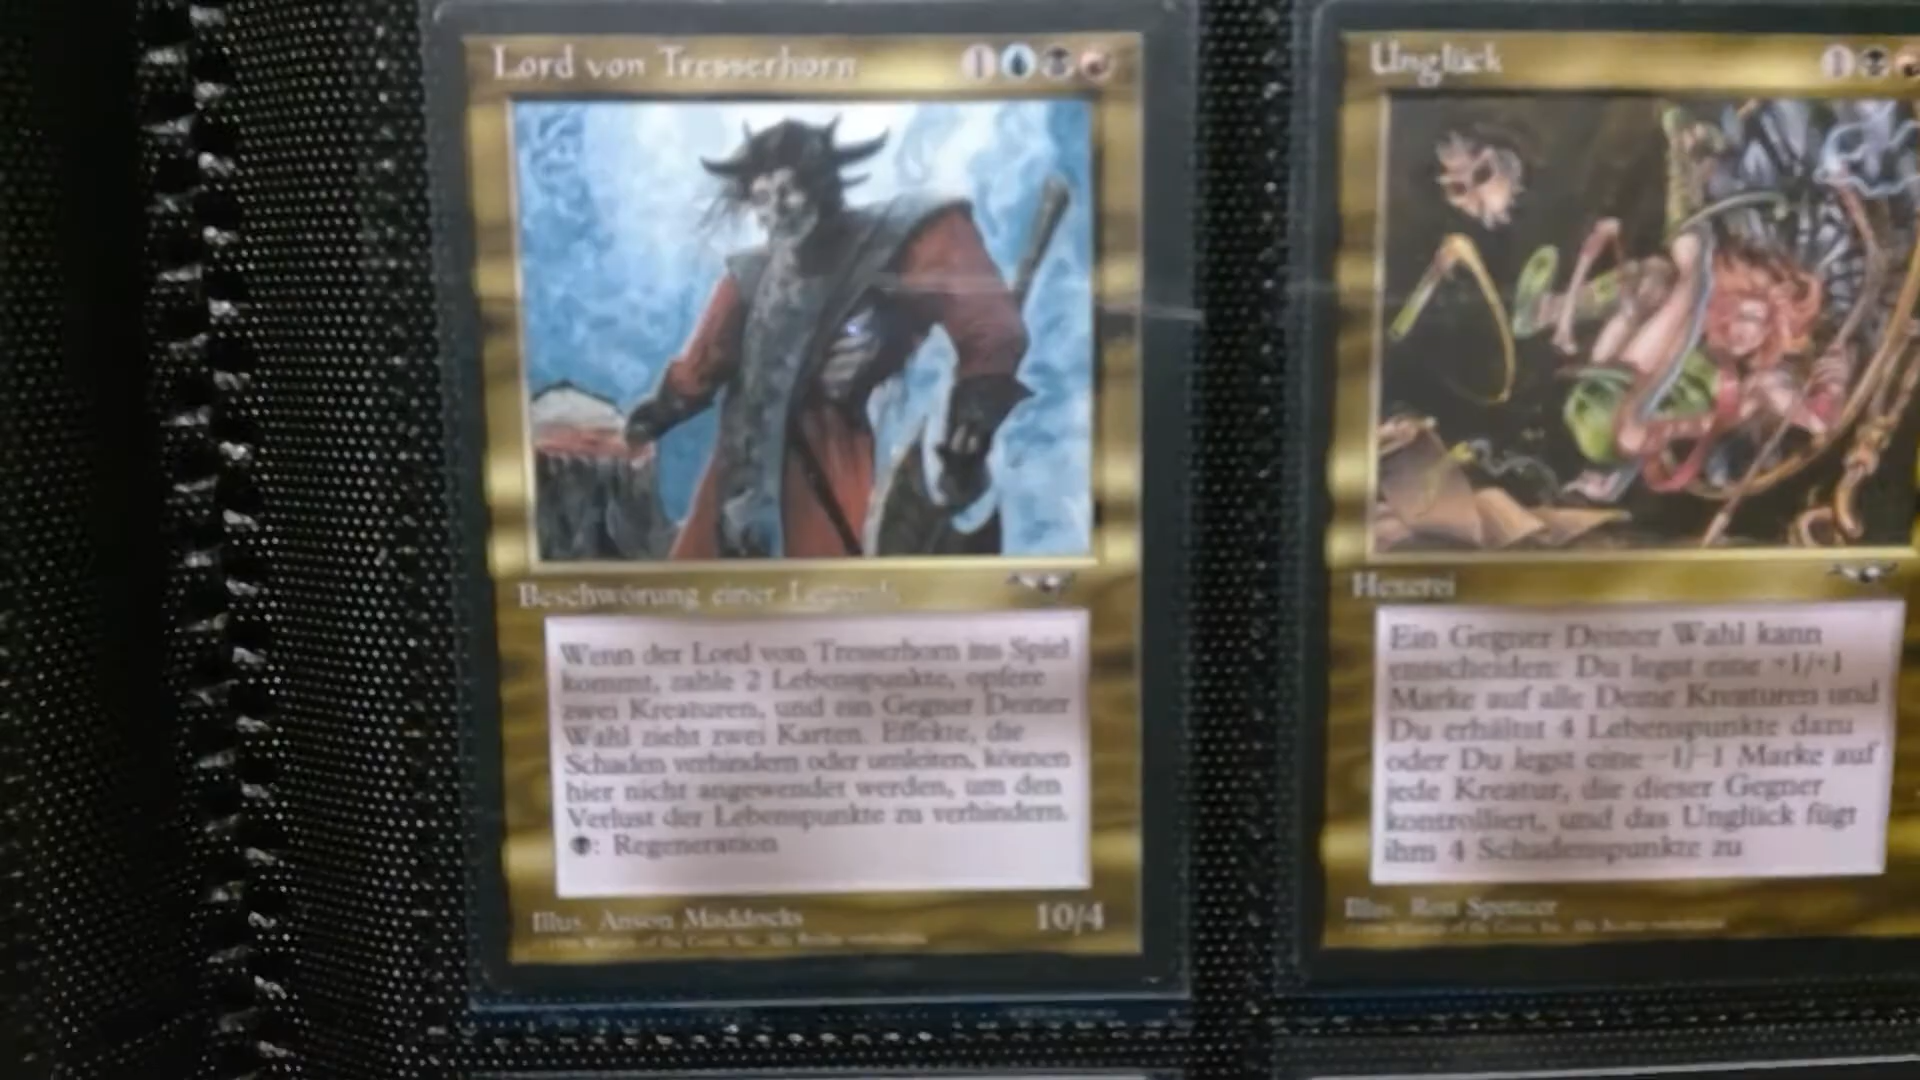 Lord von Tresserhorn
Beschwörung einer Legende
Wenn der Lord von Tresserhorn ins Spiel
kommt, zahle 2 Lebenspunkte, opfere
zwei Kreaturen, und ein Gegner Deiner
Wahl zieht zwei Karten. Effekte, die
Schaden verhindern oder umleiten, können
hier nicht angewendet werden, um den
Verlust der Lebenspunkte zu verhindern.
: Regeneration
Illus. Anson Maddocks
10/4
Unglück
Hexerei
Ein Gegner Deiner Wahl kann
entscheiden: Du legst eine +1/+1
Marke auf alle Deine Kreaturen und
Du erhältst 4 Lebenspunkte dazu
oder Du legst eine -1/-1 Marke auf
jede Kreatur, die dieser Gegner
kontrolliert, und das Unglück fügt
ihm 4 Schadenspunkte zu
Illus. Ron Spencer